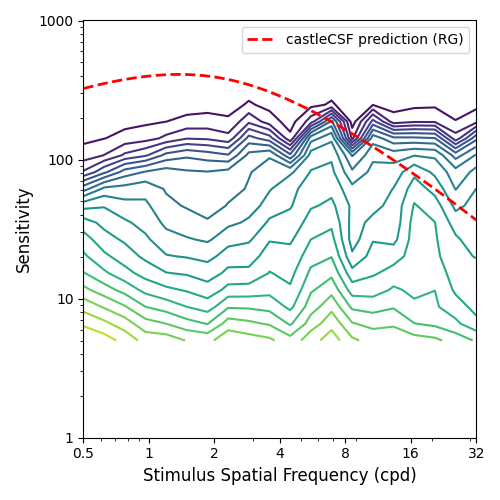 1000
castleCSF prediction (RG)
100
Sensitivity
10
1
0.5 1 2 4 8 16 32
Stimulus Spatial Frequency (cpd)